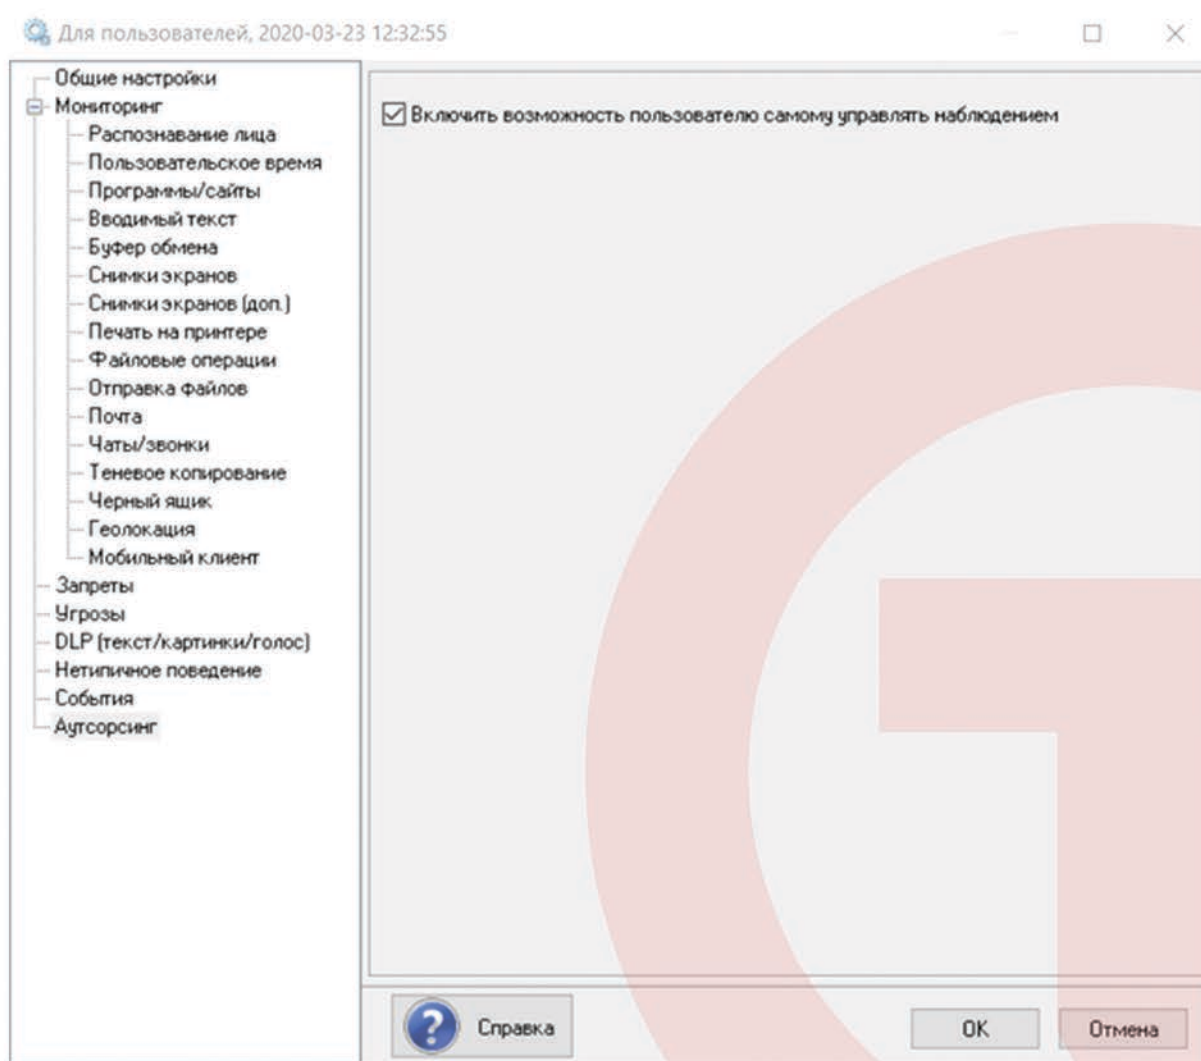 Для пользователей, 2020-03-23 12:32:55
Общие настройки
Мониторинг
Распознавание лица
Пользовательское время
Программы/сайты
Вводимый текст
Буфер обмена
Снимки экранов
Снимки экранов (доп.)
Печать на принтере
Файловые операции
Отправка файлов
Почта
Чаты/звонки
Теневое копирование
Черный ящик
Геолокация
Мобильный клиент
Запреты
Угрозы
DLP (текст/картинки/голос)
Нетипичное поведение
События
Аутсорсинг
Включить возможность пользователю самому управлять наблюдением
Справка
OK
Отмена